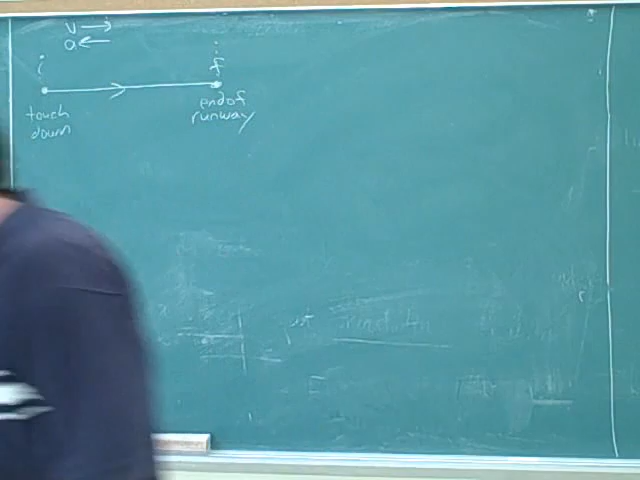 v →
a ←
i
f
touch
down
end of
runway